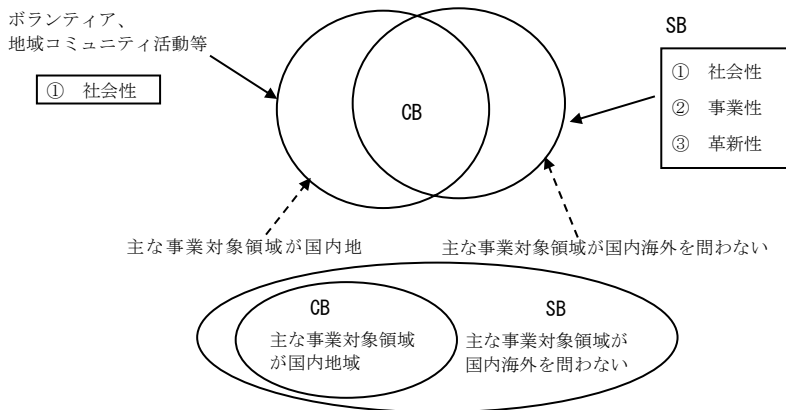 ボランティア、
地域コミュニティ活動等
① 社会性
SB
① 社会性
② 事業性
③ 革新性
CB
主な事業対象領域が国内地
主な事業対象領域が国内海外を問わない
CB
主な事業対象領域
が国内地域
SB
主な事業対象領域が
国内海外を問わない